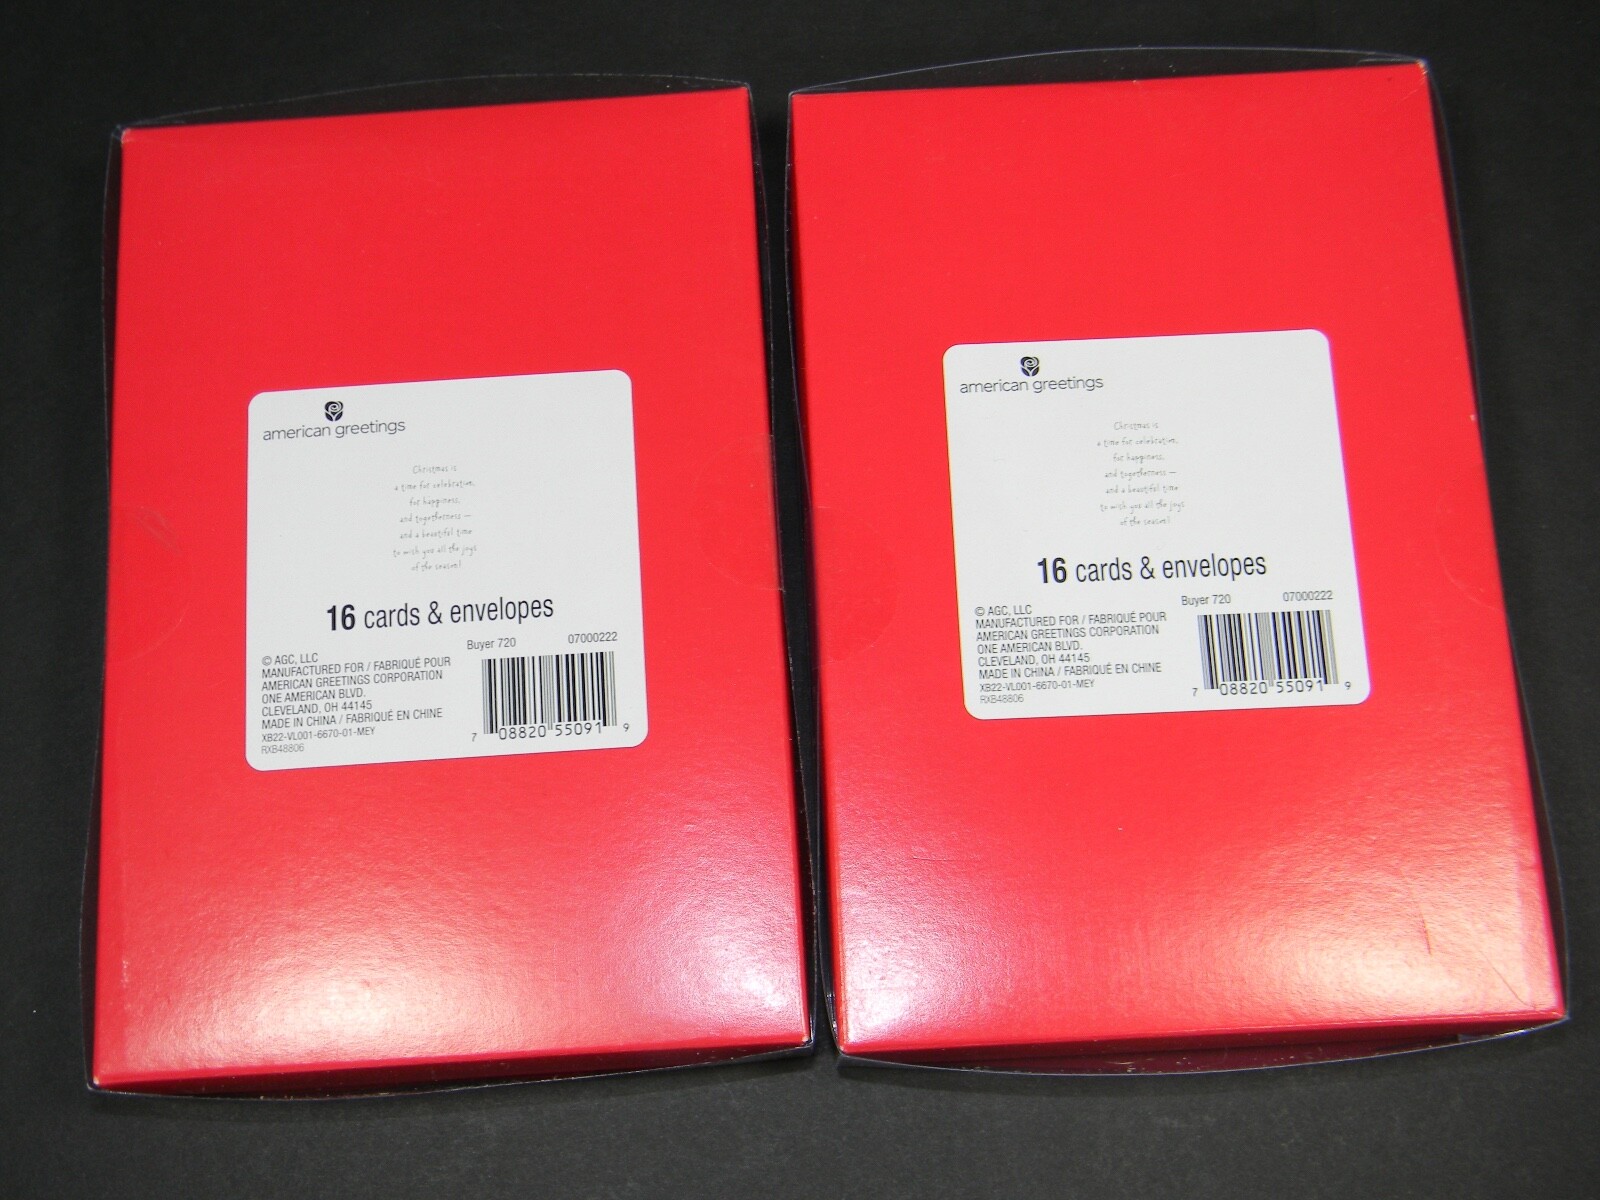 american greetings
Christmas is
a time for celebration,
for happiness,
and togetherness —
and a beautiful time
to wish you all the joys
of the season!
16 cards & envelopes
Buyer 720 07000222
© AGC, LLC
MANUFACTURED FOR / FABRIQUÉ POUR
AMERICAN GREETINGS CORPORATION
ONE AMERICAN BLVD.
CLEVELAND, OH 44145
MADE IN CHINA / FABRIQUÉ EN CHINE
XB22-VL001-6670-01-MEY
RXB48806
7 08820 55091 9
american greetings
Christmas is
a time for celebration,
for happiness,
and togetherness —
and a beautiful time
to wish you all the joys
of the season!
16 cards & envelopes
Buyer 720 07000222
© AGC, LLC
MANUFACTURED FOR / FABRIQUÉ POUR
AMERICAN GREETINGS CORPORATION
ONE AMERICAN BLVD.
CLEVELAND, OH 44145
MADE IN CHINA / FABRIQUÉ EN CHINE
XB22-VL001-6670-01-MEY
RXB48806
7 08820 55091 9